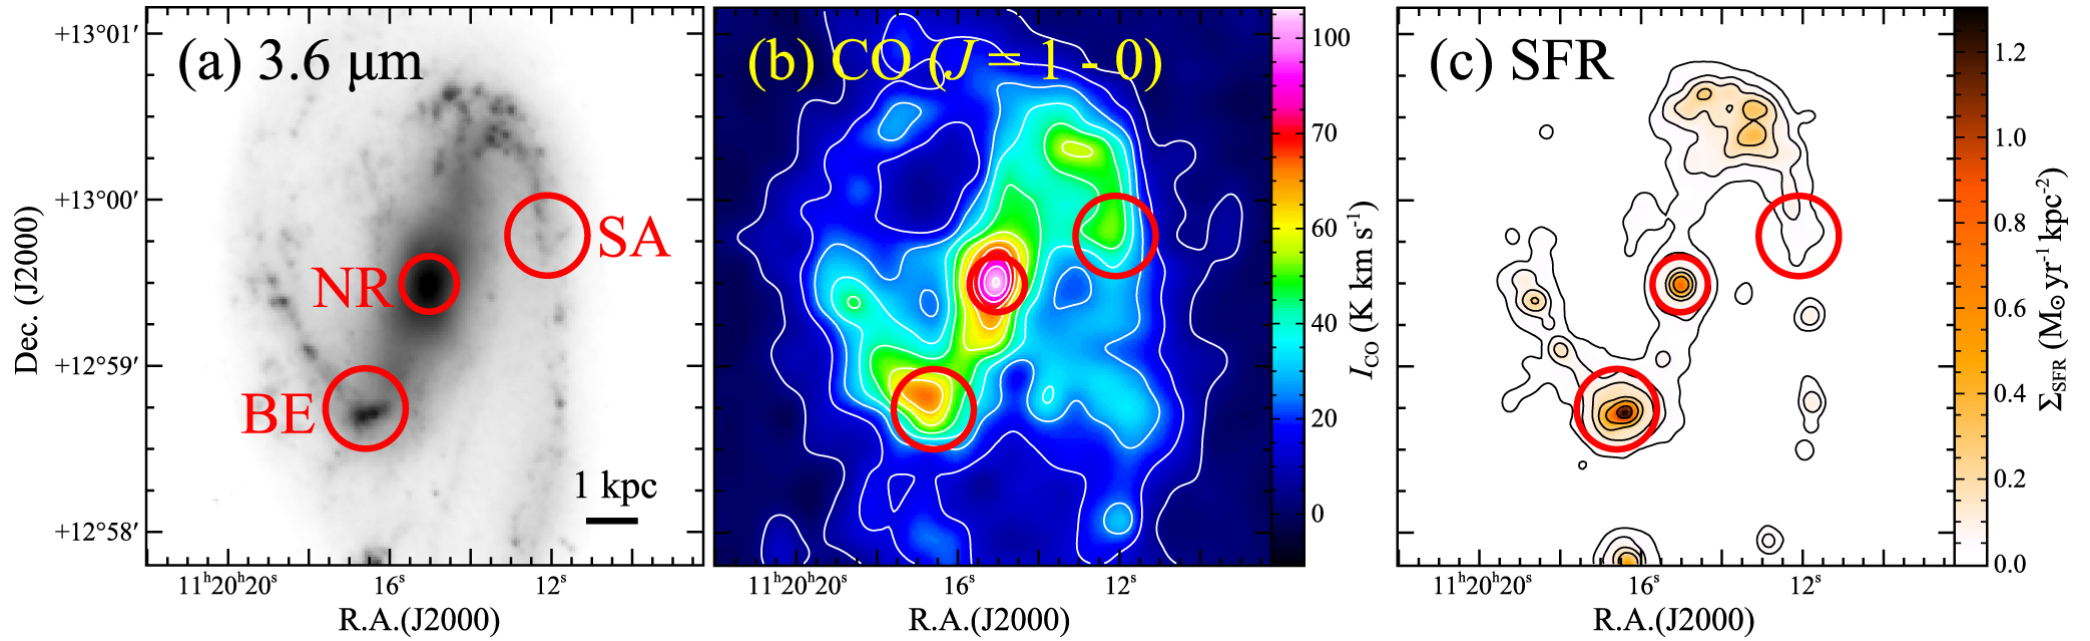 (a) 3.6 μm
+13°01′
+13°00′
+12°59′
+12°58′
Dec. (J2000)
NR
SA
BE
1 kpc
11ʰ20ʰ20ˢ
16ˢ
12ˢ
R.A.(J2000)
(b) CO (J = 1 - 0)
11ʰ20ʰ20ˢ
16ˢ
12ˢ
R.A.(J2000)
100
70
60
40
20
0
I_CO (K km s⁻¹)
(c) SFR
11ʰ20ʰ20ˢ
16ˢ
12ˢ
R.A.(J2000)
1.2
1.0
0.8
0.6
0.4
0.2
0.0
Σ_SFR (M⊙ yr⁻¹ kpc⁻²)